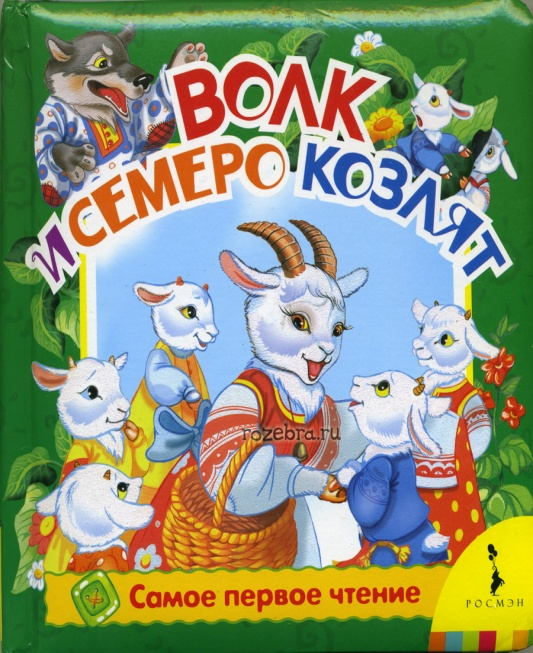 ВОЛК
И СЕМЕРО КОЗЛЯТ
rozebra.ru
Самое первое чтение
РОСМЭН